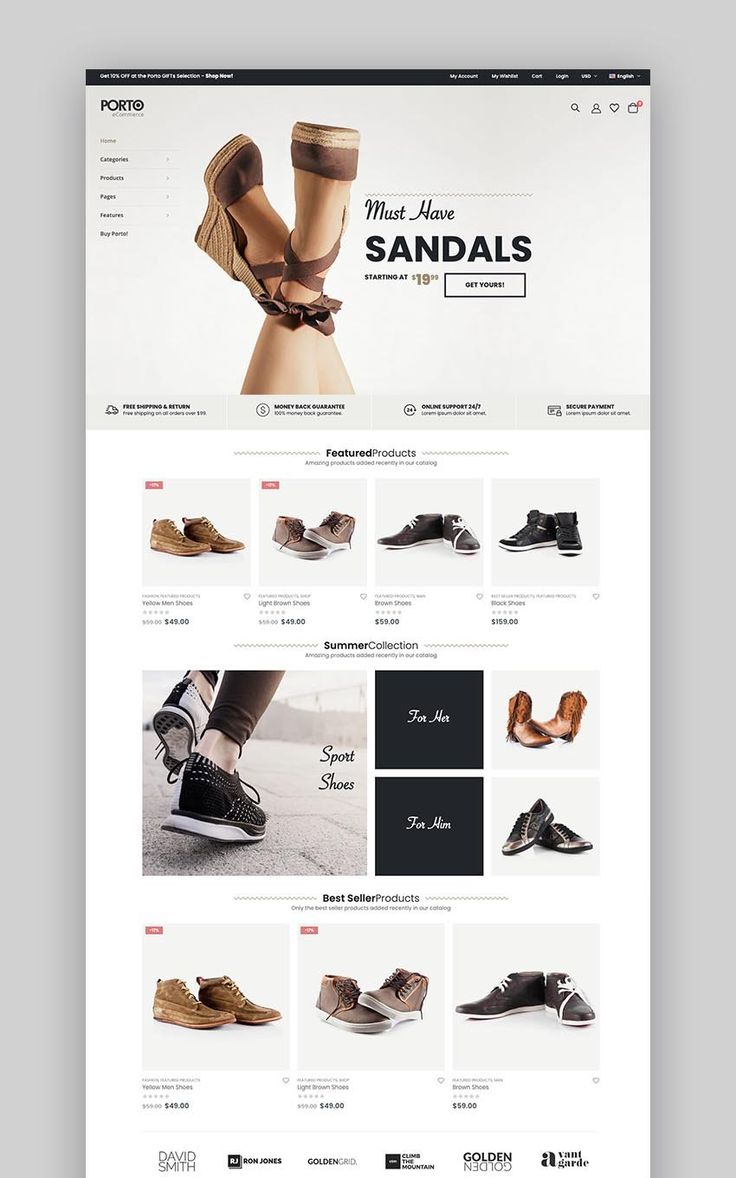 Get 10% OFF at the Porto GIFTs Selection - Shop Now!
My Account My Wishlist Cart Login USD English
PORTO
eCommerce
0
Home
Categories
Products
Pages
Features
Buy Porto!
Must Have
SANDALS
STARTING AT $19.99
GET YOURS!
FREE SHIPPING & RETURN
Free shipping on all orders over $99.
MONEY BACK GUARANTEE
100% money back guarantee.
24
ONLINE SUPPORT 24/7
Lorem ipsum dolor sit amet.
SECURE PAYMENT
Lorem ipsum dolor sit amet.
FeaturedProducts
Amazing products added recently in our catalog
-17%
-17%
FASHION, FEATURED PRODUCTS
Yellow Men Shoes
$59.00 $49.00
FEATURED PRODUCTS, SHOP
Light Brown Shoes
$59.00 $49.00
FEATURED PRODUCTS, MAN
Brown Shoes
$59.00
BEST SELLER PRODUCTS, FEATURED PRODUCTS,
Black Shoes
$159.00
SummerCollection
Amazing products added recently in our catalog
Sport
Shoes
For Her
For Him
Best SellerProducts
Only the best seller products added recently in our catalog
-17%
-17%
FASHION, FEATURED PRODUCTS
Yellow Men Shoes
$59.00 $49.00
FEATURED PRODUCTS, SHOP
Light Brown Shoes
$59.00 $49.00
FEATURED PRODUCTS, MAN
Brown Shoes
$59.00
DAVID
SMITH
RJ RON JONES
GOLDENGRID.
CLIMB
THE
MOUNTAIN
GOLDEN
GOLDEN
avant
garde